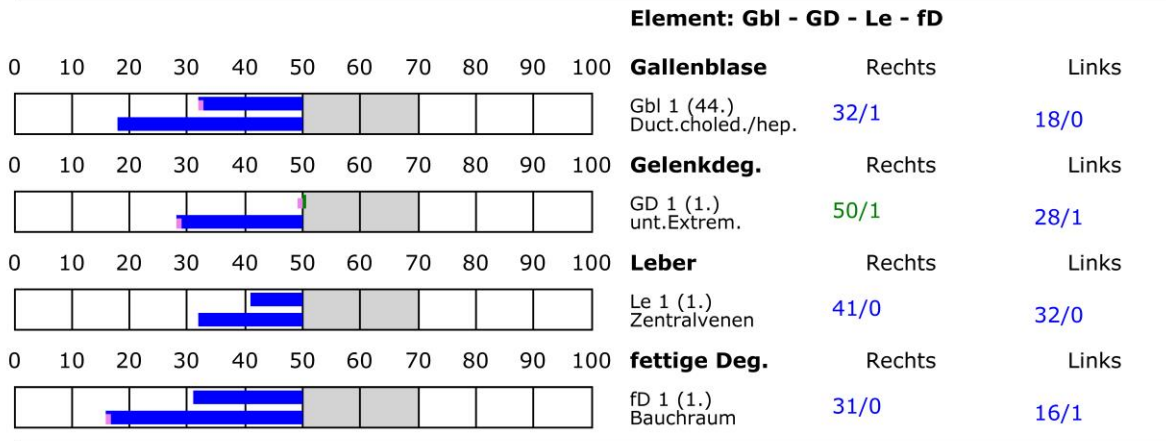 Element: Gbl - GD - Le - fD
0 10 20 30 40 50 60 70 80 90 100 Gallenblase Rechts Links
Gbl 1 (44.)
Duct.choled./hep. 32/1 18/0
0 10 20 30 40 50 60 70 80 90 100 Gelenkdeg. Rechts Links
GD 1 (1.)
unt.Extrem. 50/1 28/1
0 10 20 30 40 50 60 70 80 90 100 Leber Rechts Links
Le 1 (1.)
Zentralvenen 41/0 32/0
0 10 20 30 40 50 60 70 80 90 100 fettige Deg. Rechts Links
fD 1 (1.)
Bauchraum 31/0 16/1